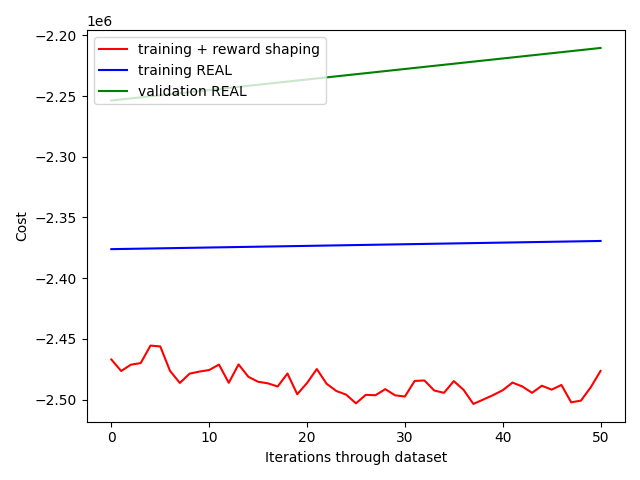 1e6
−2.20
−2.25
−2.30
−2.35
−2.40
−2.45
−2.50
Cost
training + reward shaping
training REAL
validation REAL
0
10
20
30
40
50
Iterations through dataset